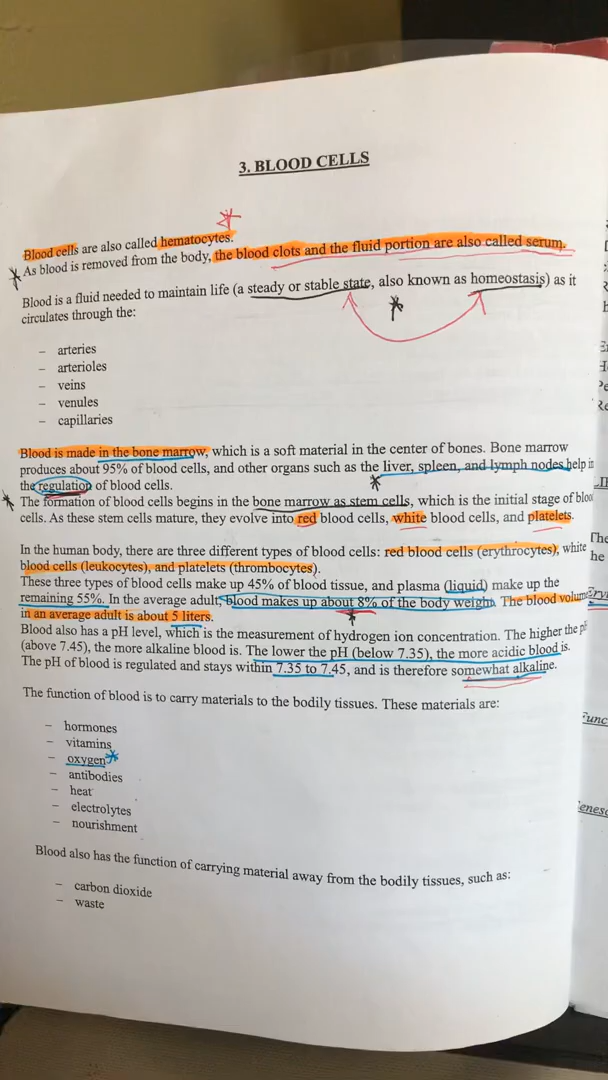 3. BLOOD CELLS
Blood cells are also called hematocytes.
As blood is removed from the body, the blood clots and the fluid portion are also called serum.
Blood is a fluid needed to maintain life (a steady or stable state, also known as homeostasis) as it
circulates through the:
– arteries
– arterioles
– veins
– venules
– capillaries
Blood is made in the bone marrow, which is a soft material in the center of bones. Bone marrow
produces about 95% of blood cells, and other organs such as the liver, spleen, and lymph nodes help in
the regulation of blood cells.
The formation of blood cells begins in the bone marrow as stem cells, which is the initial stage of
cells. As these stem cells mature, they evolve into red blood cells, white blood cells, and platelets.
In the human body, there are three different types of blood cells: red blood cells (erythrocytes), white
blood cells (leukocytes), and platelets (thrombocytes).
These three types of blood cells make up 45% of blood tissue, and plasma (liquid) make up the
remaining 55%. In the average adult, blood makes up about 8% of the body weight. The blood volume
in an average adult is about 5 liters.
Blood also has a pH level, which is the measurement of hydrogen ion concentration. The higher the
(above 7.45), the more alkaline blood is. The lower the pH (below 7.35), the more acidic blood is.
The pH of blood is regulated and stays within 7.35 to 7.45, and is therefore somewhat alkaline.
The function of blood is to carry materials to the bodily tissues. These materials are:
– hormones
– vitamins
– oxygen
– antibodies
– heat
– electrolytes
– nourishment
Blood also has the function of carrying material away from the bodily tissues, such as:
– carbon dioxide
– waste